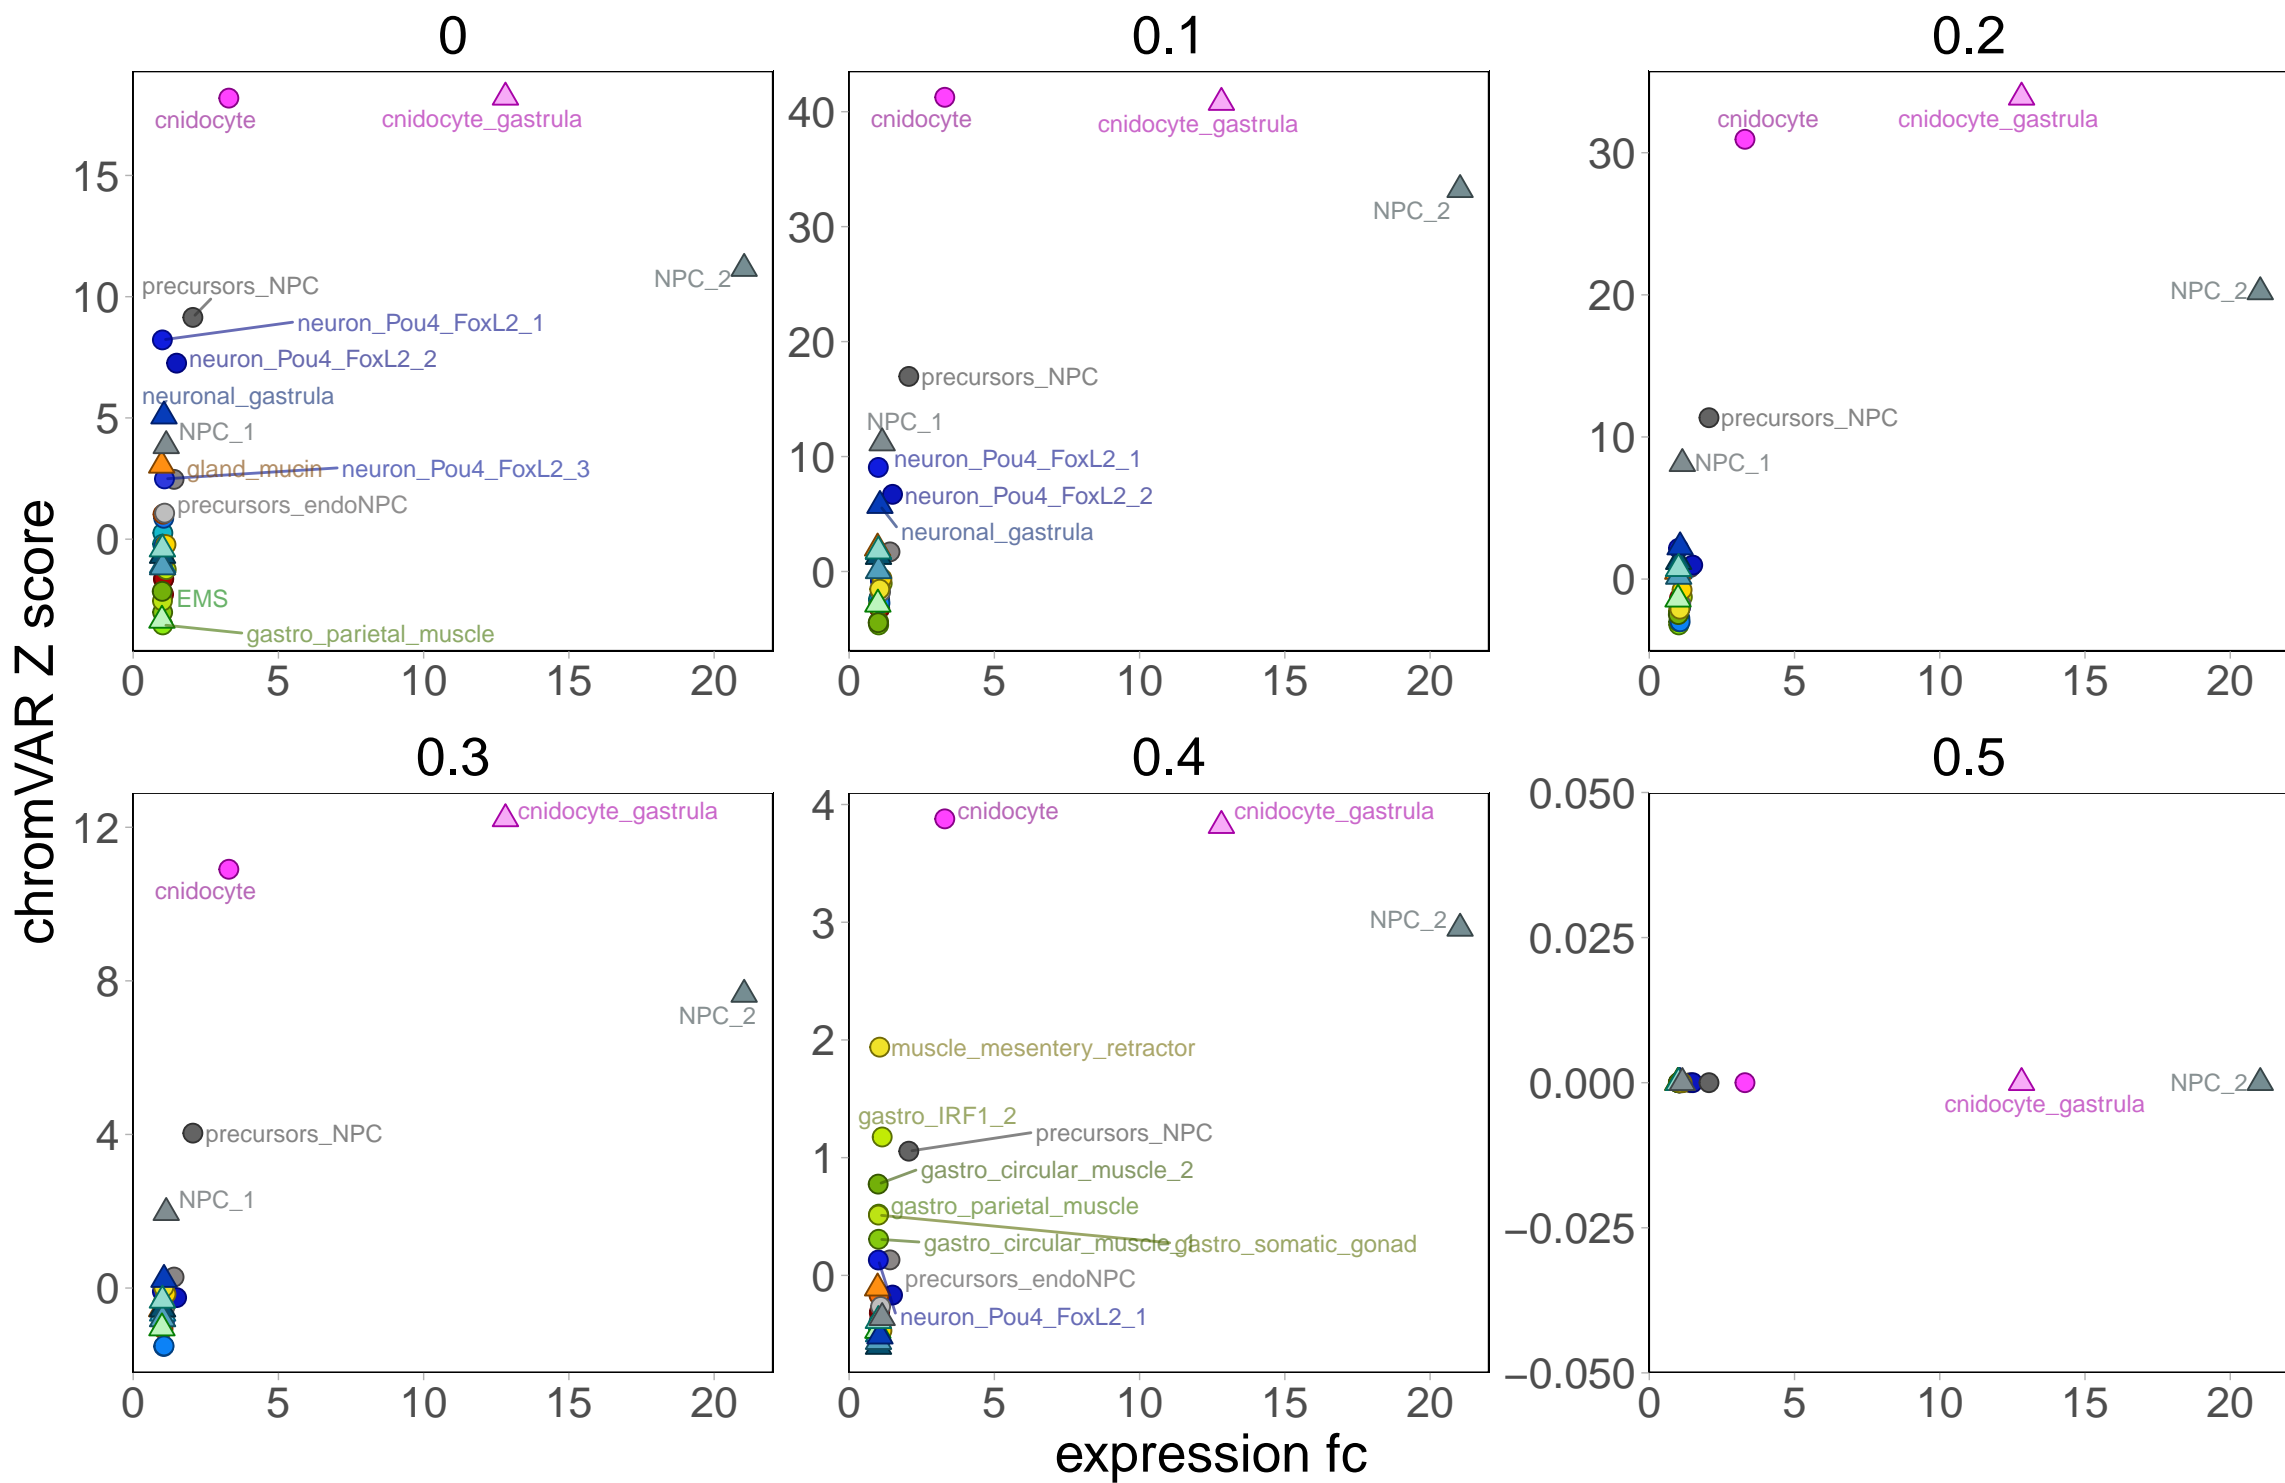 0
0.1
0.2
chromVAR Z score
15
10
5
0
cnidocyte
cnidocyte_gastrula
NPC_2
precursors_NPC
neuron_Pou4_FoxL2_1
neuron_Pou4_FoxL2_2
neuronal_gastrula
NPC_1
gland_mucin
neuron_Pou4_FoxL2_3
precursors_endoNPC
EMS
gastro_parietal_muscle
0 5 10 15 20
40
30
20
10
0
cnidocyte
cnidocyte_gastrula
NPC_2
precursors_NPC
NPC_1
neuron_Pou4_FoxL2_1
neuron_Pou4_FoxL2_2
neuronal_gastrula
0 5 10 15 20
30
20
10
0
cnidocyte
cnidocyte_gastrula
NPC_2
precursors_NPC
NPC_1
0 5 10 15 20
0.3
0.4
0.5
12
8
4
0
cnidocyte_gastrula
cnidocyte
NPC_2
precursors_NPC
NPC_1
0 5 10 15 20
4
3
2
1
0
cnidocyte
cnidocyte_gastrula
NPC_2
muscle_mesentery_retractor
gastro_IRF1_2
precursors_NPC
gastro_circular_muscle_2
gastro_parietal_muscle
gastro_circular_muscle_1
gastro_somatic_gonad
precursors_endoNPC
neuron_Pou4_FoxL2_1
0 5 10 15 20
0.050
0.025
0.000
−0.025
−0.050
NPC_2
cnidocyte_gastrula
0 5 10 15 20
expression fc